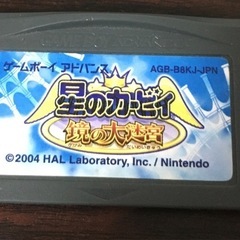 ゲームボーイ アドバンス AGB-B8KJ-JPN
星のカービィ
鏡の大迷宮
©2004 HAL Laboratory, Inc. / Nintendo